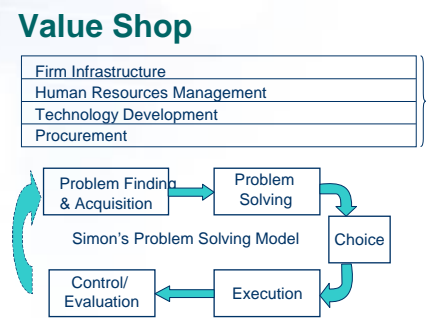 Value Shop
Firm Infrastructure
Human Resources Management
Technology Development
Procurement
Problem Finding
& Acquisition
Problem
Solving
Simon's Problem Solving Model
Choice
Control/
Evaluation
Execution